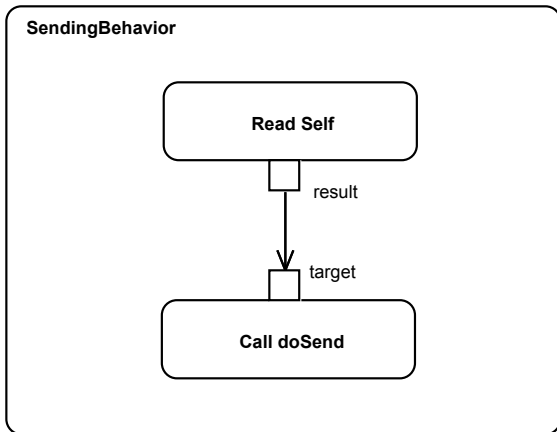 SendingBehavior
Read Self
result
target
Call doSend